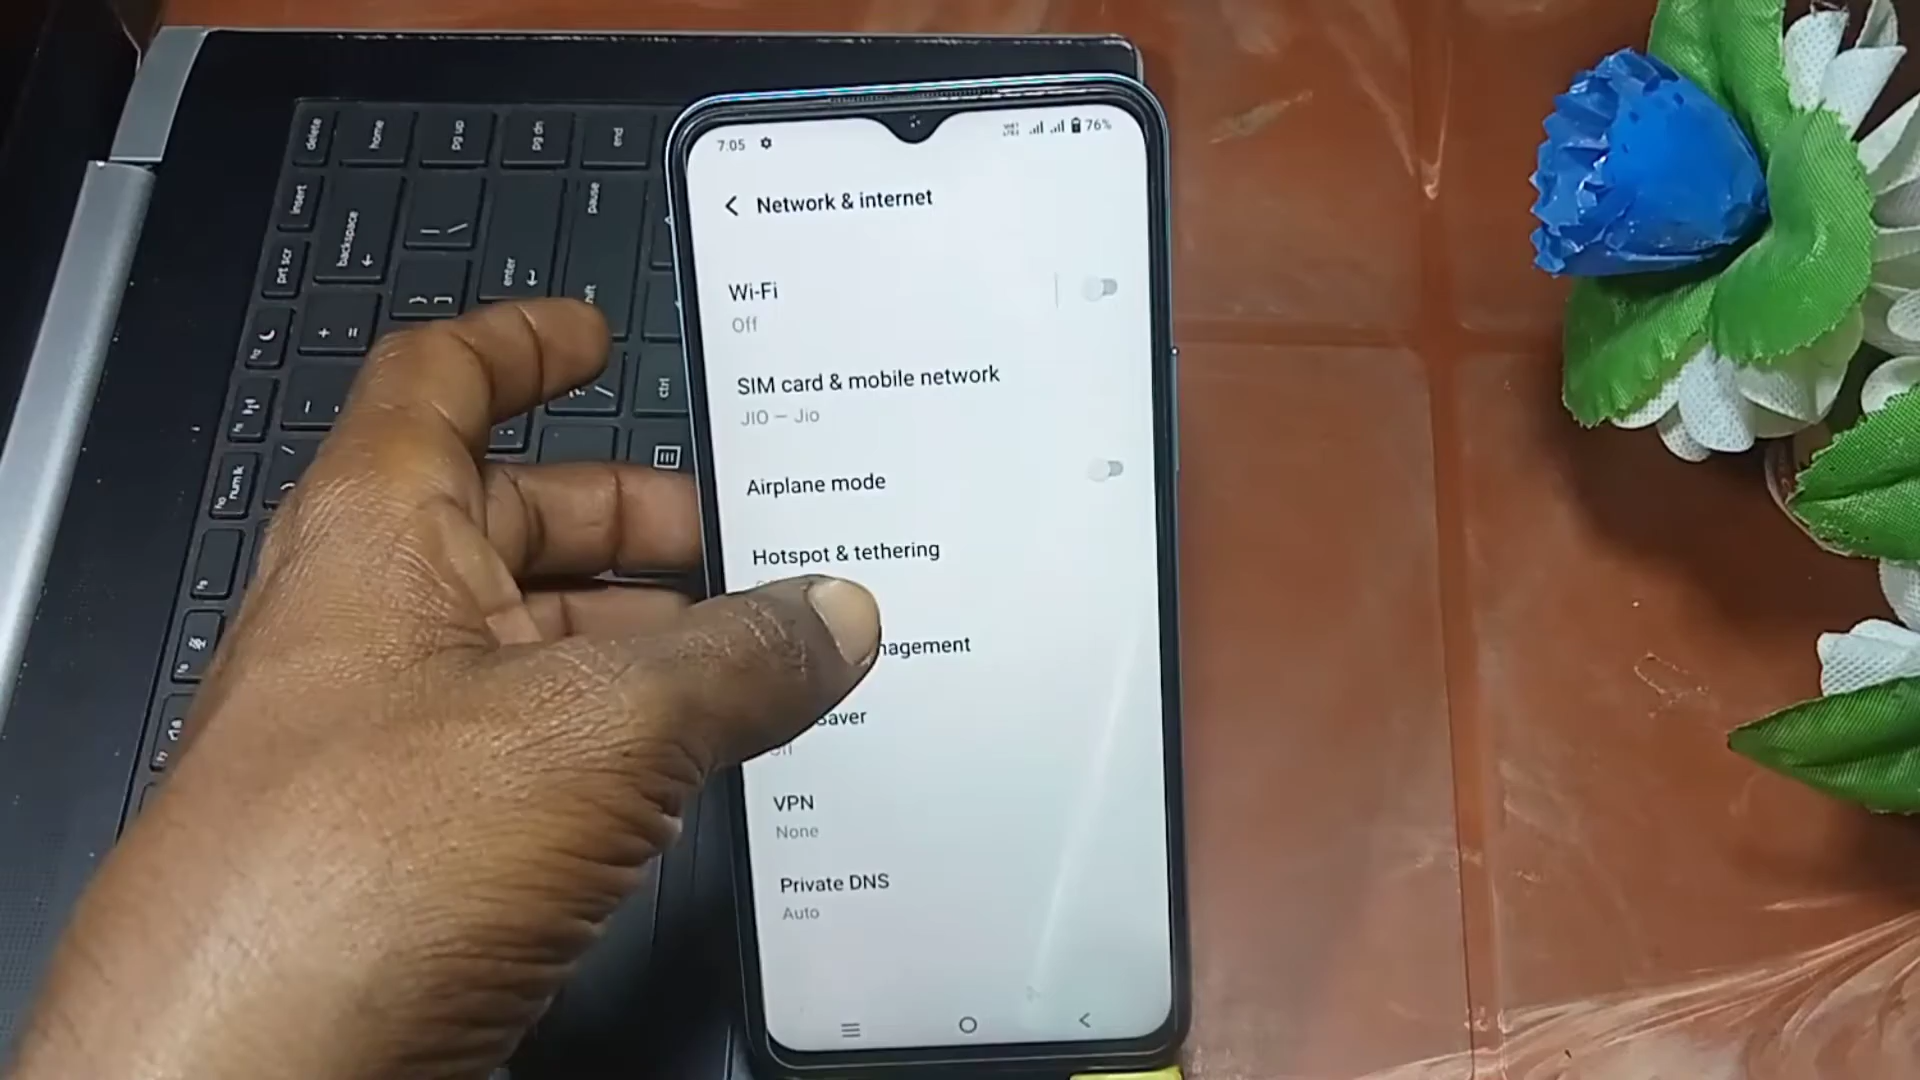 7:05
76%
Network & internet
Wi-Fi
Off
SIM card & mobile network
JIO — Jio
Airplane mode
Hotspot & tethering
nagement
saver
Off
VPN
None
Private DNS
Auto
delete
home
pg up
pg dn
end
insert
backspace
pause
prt scr
enter
ctrl
num lk